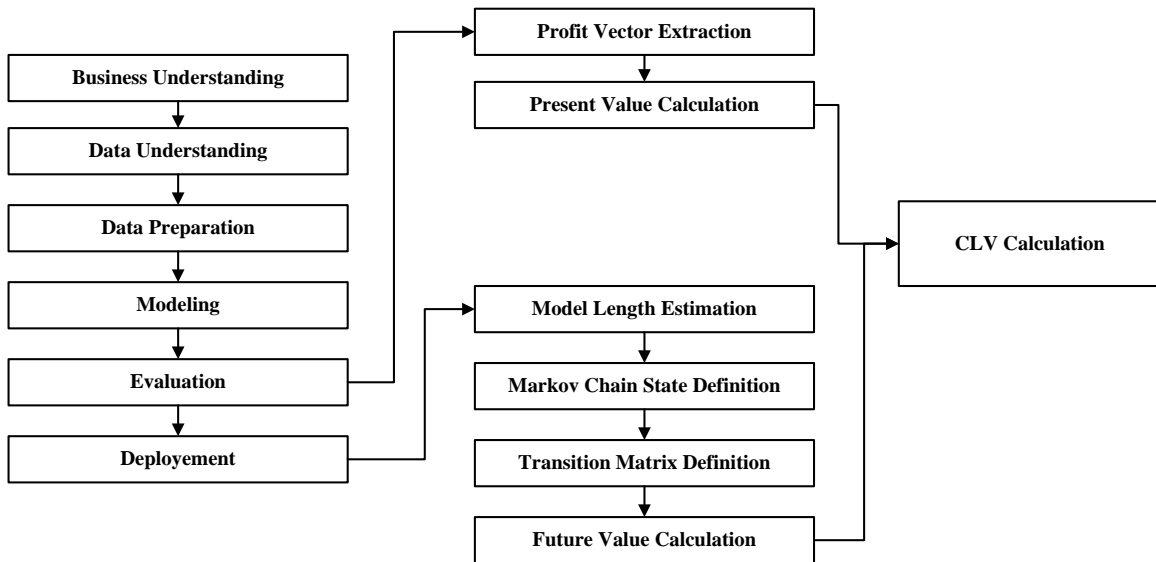 Business Understanding
Data Understanding
Data Preparation
Modeling
Evaluation
Deployement
Profit Vector Extraction
Present Value Calculation
Model Length Estimation
Markov Chain State Definition
Transition Matrix Definition
Future Value Calculation
CLV Calculation